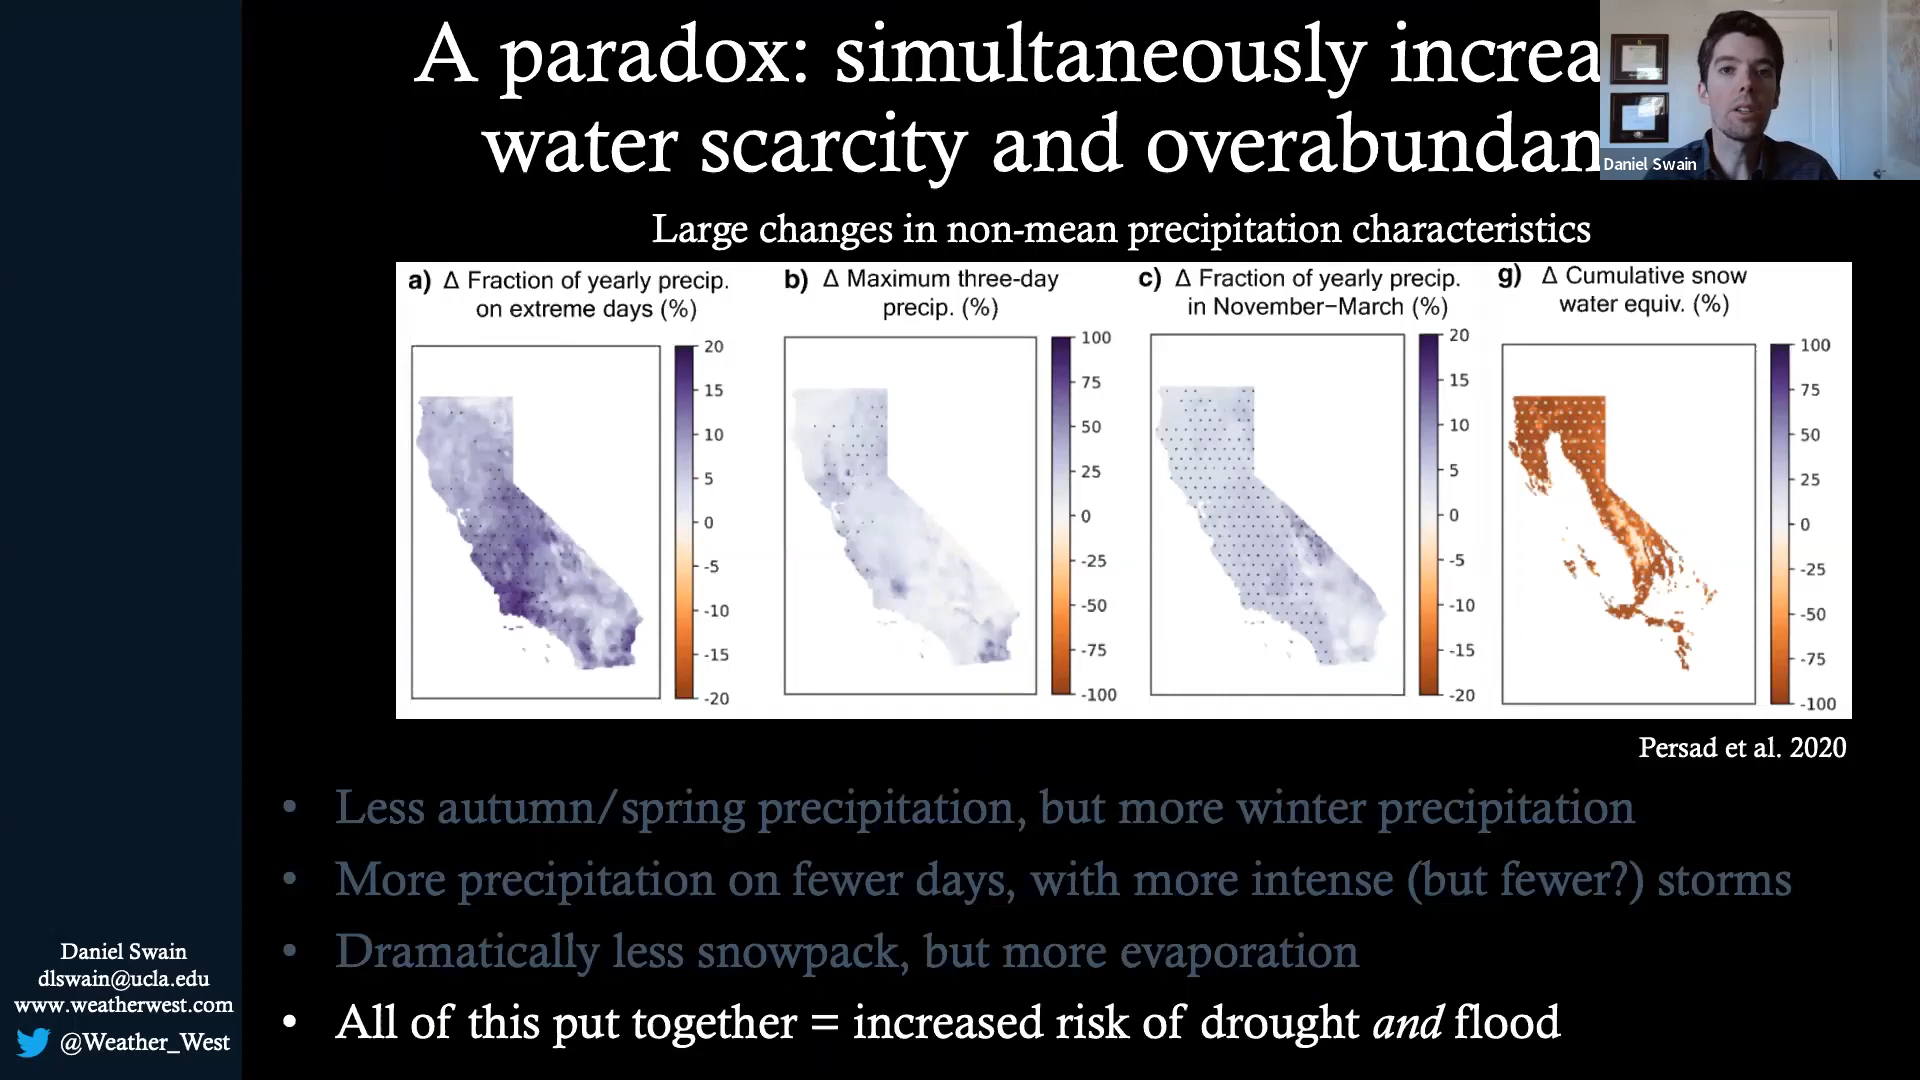 A paradox: simultaneously increa
water scarcity and overabundan
Daniel Swain
Large changes in non-mean precipitation characteristics
a) Δ Fraction of yearly precip.
on extreme days (%)
20
15
10
5
0
-5
-10
-15
-20
b) Δ Maximum three-day
precip. (%)
100
75
50
25
0
-25
-50
-75
-100
c) Δ Fraction of yearly precip.
in November−March (%)
20
15
10
5
0
-5
-10
-15
-20
g) Δ Cumulative snow
water equiv. (%)
100
75
50
25
0
-25
-50
-75
-100
Persad et al. 2020
• Less autumn/spring precipitation, but more winter precipitation
• More precipitation on fewer days, with more intense (but fewer?) storms
• Dramatically less snowpack, but more evaporation
• All of this put together = increased risk of drought and flood
Daniel Swain
dlswain@ucla.edu
www.weatherwest.com
@Weather_West